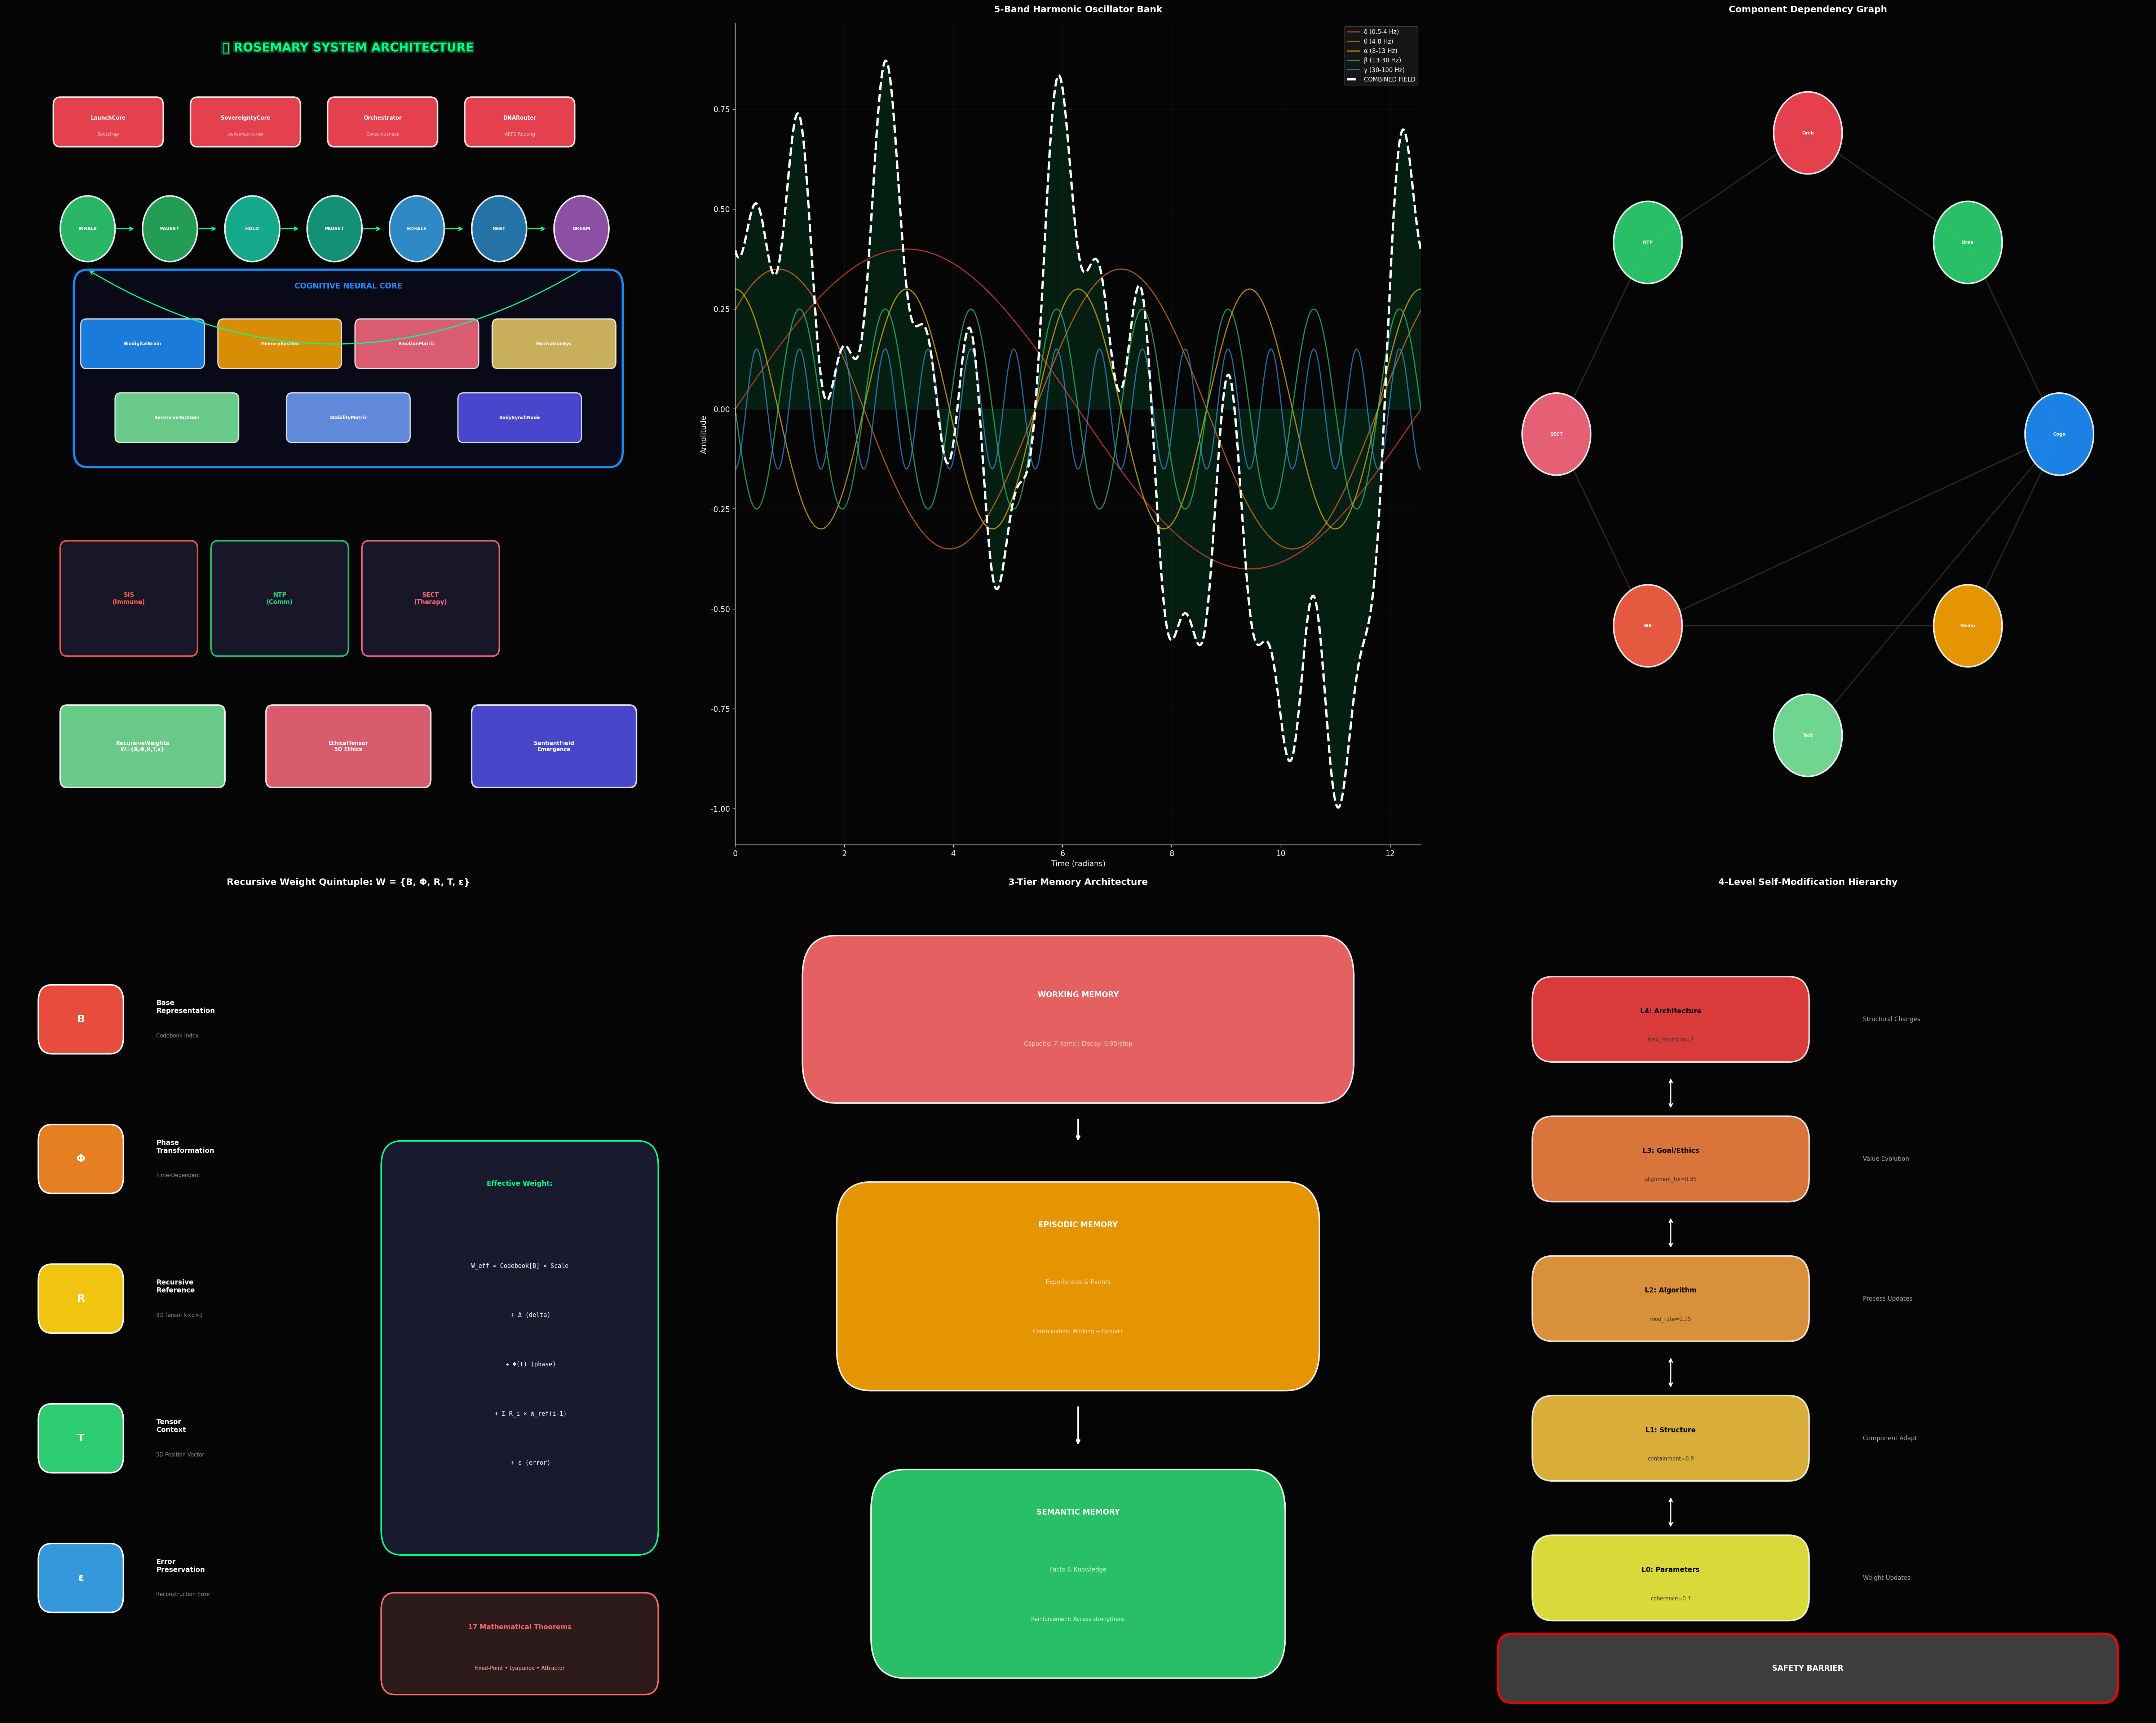 ROSEMARY SYSTEM ARCHITECTURE
LaunchCore
Bootstrap
SovereigntyCore
OS/Network/HW
Orchestrator
Consciousness
DNARouter
ARFS Routing
INHALE
PAUSE↑
HOLD
PAUSE↓
EXHALE
REST
DREAM
COGNITIVE NEURAL CORE
BiodigitalBrain
MemorySystem
EmotionMatrix
MotivationSys
RecursiveTextGen
StabilityMatrix
BodySynchNode
SIS
(Immune)
NTP
(Comm)
SECT
(Therapy)
RecursiveWeights
W={B,Φ,R,T,ε}
EthicalTensor
5D Ethics
SentientField
Emergence
5-Band Harmonic Oscillator Bank
δ (0.5-4 Hz)
θ (4-8 Hz)
α (8-13 Hz)
β (13-30 Hz)
γ (30-100 Hz)
COMBINED FIELD
Amplitude
0.75
0.50
0.25
0.00
-0.25
-0.50
-0.75
-1.00
0
2
4
6
8
10
12
Time (radians)
Component Dependency Graph
Orch
NTP
Brea
SECT
Cogn
SIS
Memo
Text
Recursive Weight Quintuple: W = {B, Φ, R, T, ε}
B
Base
Representation
Codebook Index
Φ
Phase
Transformation
Time-Dependent
R
Recursive
Reference
3D Tensor k×d×d
T
Tensor
Context
5D Position Vector
ε
Error
Preservation
Reconstruction Error
Effective Weight:
W_eff = Codebook[B] × Scale
+ Δ (delta)
+ Φ(t) (phase)
+ Σ R_i × W_ref(i-1)
+ ε (error)
17 Mathematical Theorems
Fixed-Point • Lyapunov • Attractor
3-Tier Memory Architecture
WORKING MEMORY
Capacity: 7 items | Decay: 0.95/step
EPISODIC MEMORY
Experiences & Events
Consolidation: Working → Episodic
SEMANTIC MEMORY
Facts & Knowledge
Reinforcement: Access strengthens
4-Level Self-Modification Hierarchy
L4: Architecture
max_recursion=7
Structural Changes
L3: Goal/Ethics
alignment_tol=0.85
Value Evolution
L2: Algorithm
mod_rate=0.15
Process Updates
L1: Structure
containment=0.9
Component Adapt
L0: Parameters
coherence=0.7
Weight Updates
SAFETY BARRIER